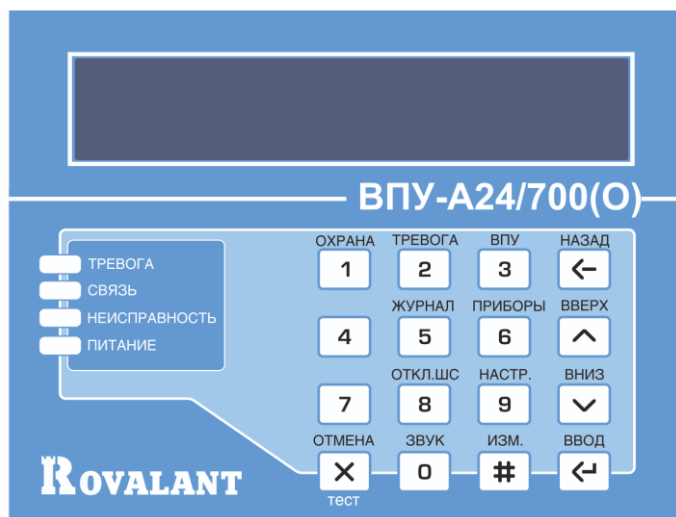 ВПУ-А24/700(О)
ТРЕВОГА
СВЯЗЬ
НЕИСПРАВНОСТЬ
ПИТАНИЕ
ОХРАНА ТРЕВОГА ВПУ НАЗАД
1 2 3 ←
ЖУРНАЛ ПРИБОРЫ ВВЕРХ
4 5 6
ОТКЛ.ШС НАСТР. ВНИЗ
7 8 9
ОТМЕНА ЗВУК ИЗМ. ВВОД
X 0 # ↵
тест
ROVALANT